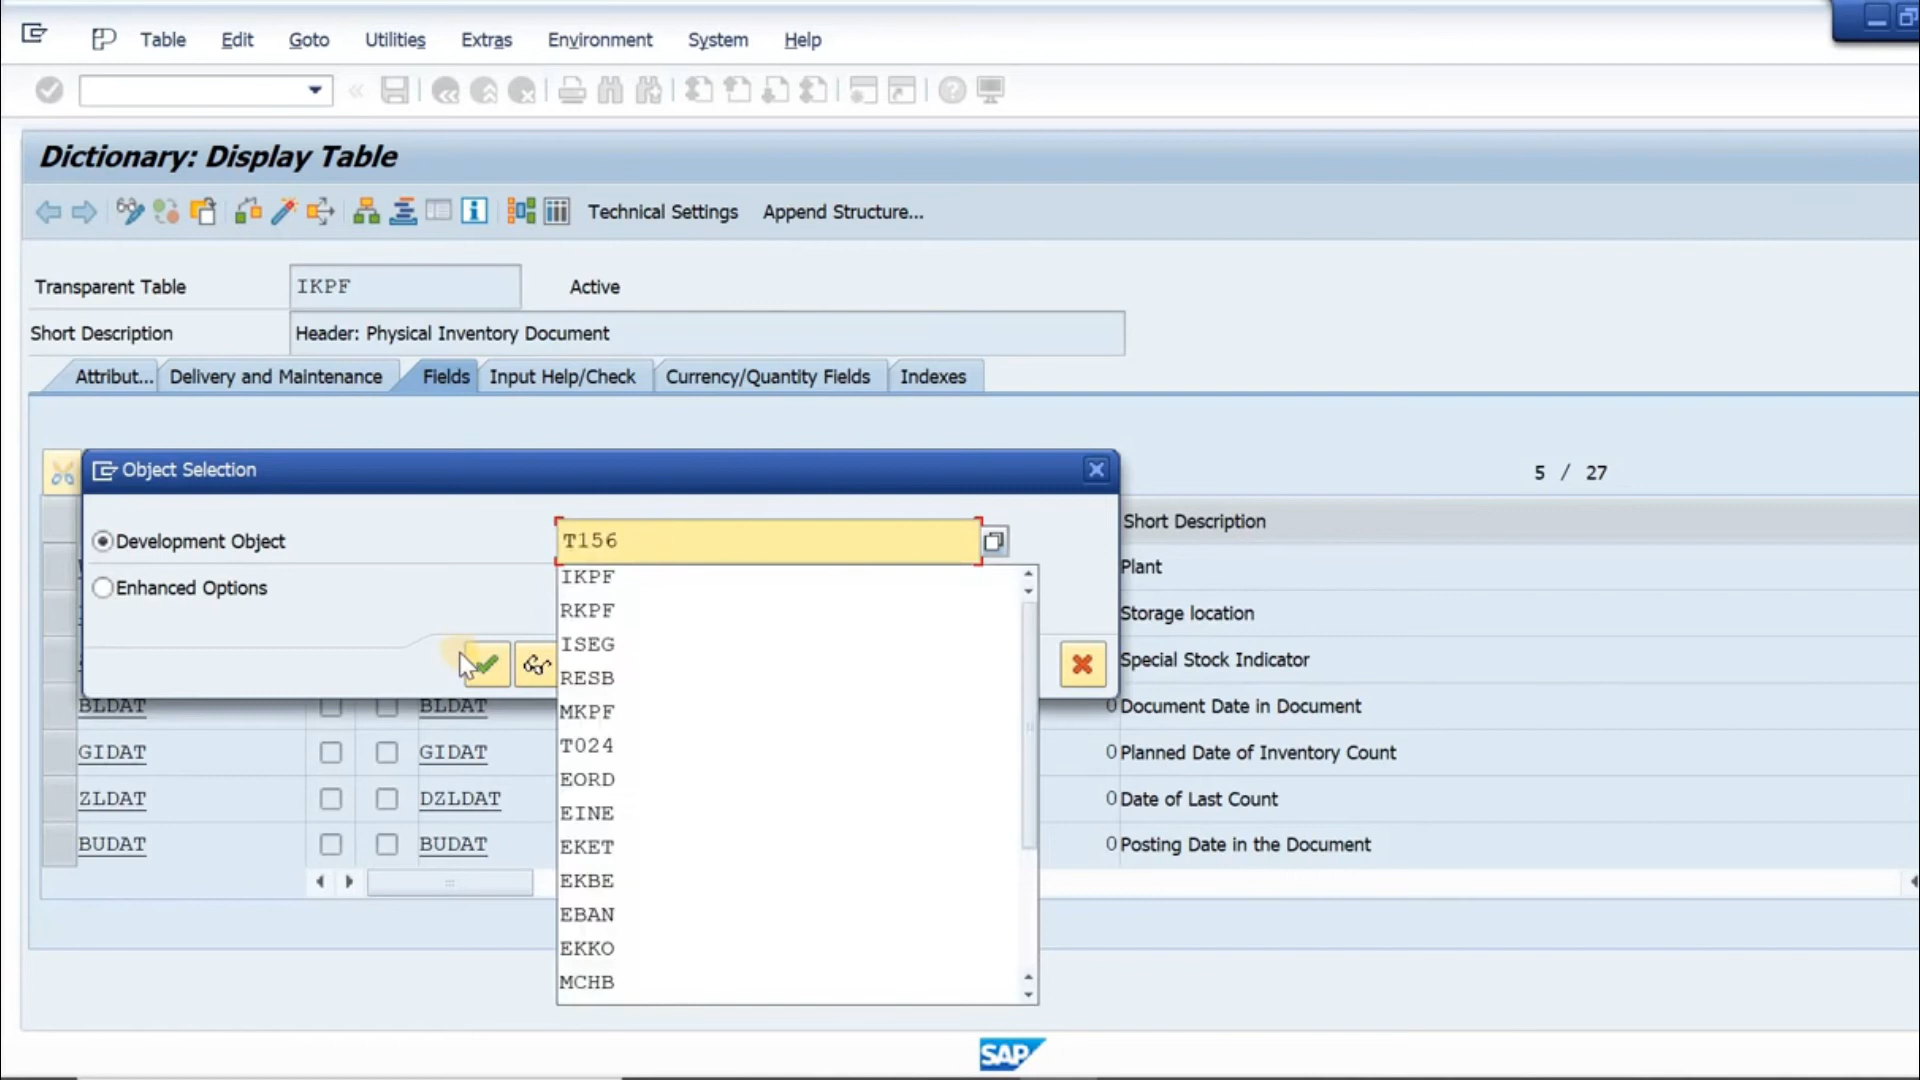 Table Edit Goto Utilities Extras Environment System Help
Dictionary: Display Table
Technical Settings Append Structure...
Transparent Table IKPF Active
Short Description Header: Physical Inventory Document
Attribut... Delivery and Maintenance Fields Input Help/Check Currency/Quantity Fields Indexes
Object Selection
5 / 27
Development Object T156
Enhanced Options
IKPF
RKPF
ISEG
RESB
MKPF
T024
EORD
EINE
EKET
EKBE
EBAN
EKKO
MCHB
Short Description
Plant
Storage location
Special Stock Indicator
BLDAT BLDAT 0 Document Date in Document
GIDAT GIDAT 0 Planned Date of Inventory Count
ZLDAT DZLDAT 0 Date of Last Count
BUDAT BUDAT 0 Posting Date in the Document
SAP